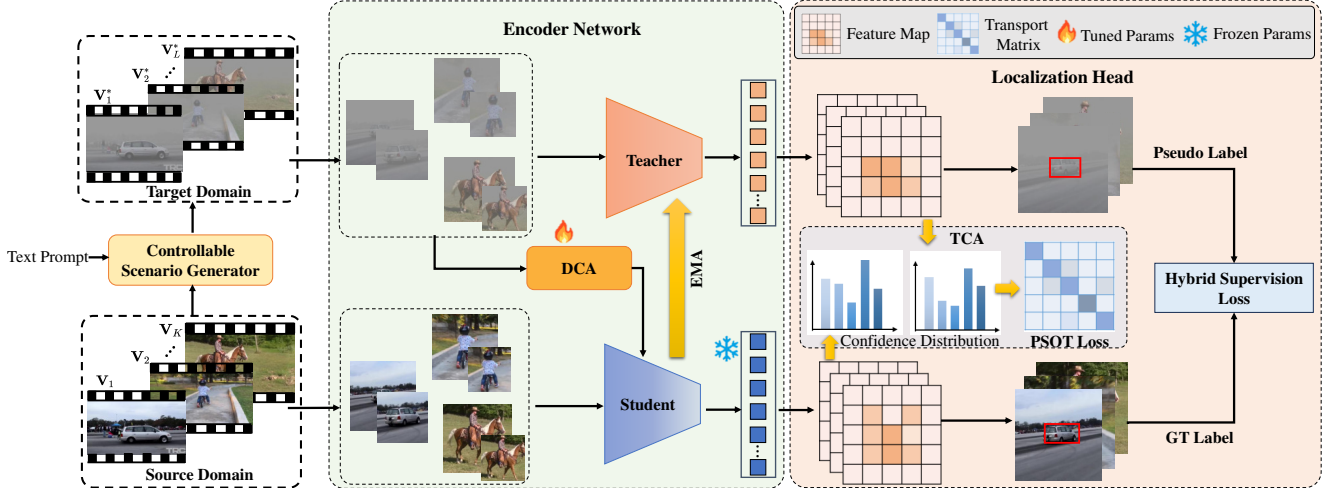 Encoder Network
Feature Map
Transport
Matrix
Tuned Params
Frozen Params
Localization Head
V*L
V*2
V*1
Target Domain
Teacher
Pseudo Label
Text Prompt
Controllable
Scenario Generator
DCA
EMA
TCA
Confidence Distribution
PSOT Loss
Hybrid Supervision
Loss
VK
V2
V1
Source Domain
Student
GT Label